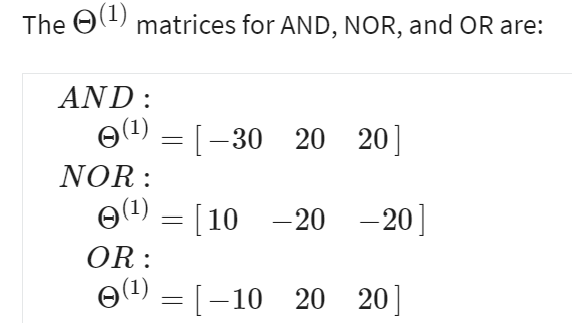 The Θ⁽¹⁾ matrices for AND, NOR, and OR are:
AND :
Θ⁽¹⁾ = [−30 20 20]
NOR :
Θ⁽¹⁾ = [10 −20 −20]
OR :
Θ⁽¹⁾ = [−10 20 20]